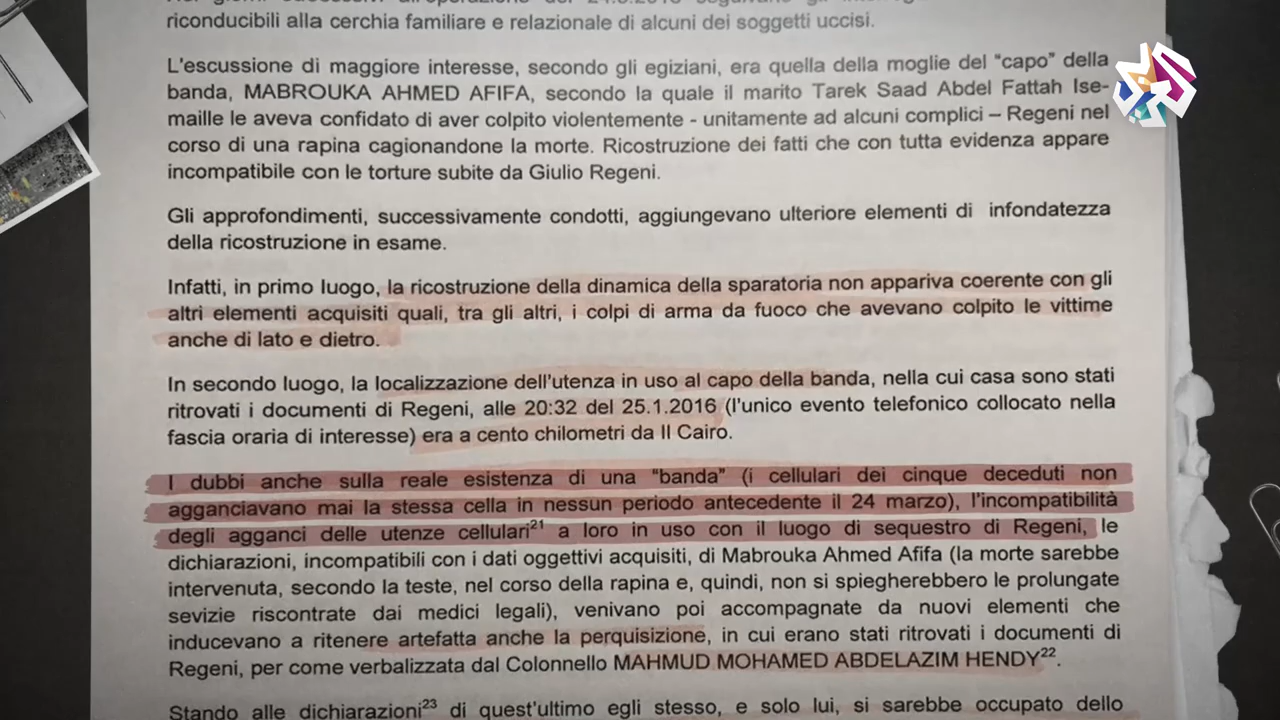 riconducibili alla cerchia familiare e relazionale di alcuni dei soggetti uccisi.
L'escussione di maggiore interesse, secondo gli egiziani, era quella della moglie del "capo" della
banda, MABROUKA AHMED AFIFA, secondo la quale il marito Tarek Saad Abdel Fattah Ise-
maille le aveva confidato di aver colpito violentemente - unitamente ad alcuni complici – Regeni nel
corso di una rapina cagionandone la morte. Ricostruzione dei fatti che con tutta evidenza appare
incompatibile con le torture subite da Giulio Regeni.
Gli approfondimenti, successivamente condotti, aggiungevano ulteriore elementi di infondatezza
della ricostruzione in esame.
Infatti, in primo luogo, la ricostruzione della dinamica della sparatoria non appariva coerente con gli
altri elementi acquisiti quali, tra gli altri, i colpi di arma da fuoco che avevano colpito le vittime
anche di lato e dietro.
In secondo luogo, la localizzazione dell'utenza in uso al capo della banda, nella cui casa sono stati
ritrovati i documenti di Regeni, alle 20:32 del 25.1.2016 (l'unico evento telefonico collocato nella
fascia oraria di interesse) era a cento chilometri da Il Cairo.
I dubbi anche sulla reale esistenza di una "banda" (i cellulari dei cinque deceduti non
agganciavano mai la stessa cella in nessun periodo antecedente il 24 marzo), l'incompatibilità
degli agganci delle utenze cellulari21 a loro in uso con il luogo di sequestro di Regeni, le
dichiarazioni, incompatibili con i dati oggettivi acquisiti, di Mabrouka Ahmed Afifa (la morte sarebbe
intervenuta, secondo la teste, nel corso della rapina e, quindi, non si spiegherebbero le prolungate
sevizie riscontrate dai medici legali), venivano poi accompagnate da nuovi elementi che
inducevano a ritenere artefatta anche la perquisizione, in cui erano stati ritrovati i documenti di
Regeni, per come verbalizzata dal Colonnello MAHMUD MOHAMED ABDELAZIM HENDY22.
Stando alle dichiarazioni23 di quest'ultimo egli stesso, e solo lui, si sarebbe occupato dello